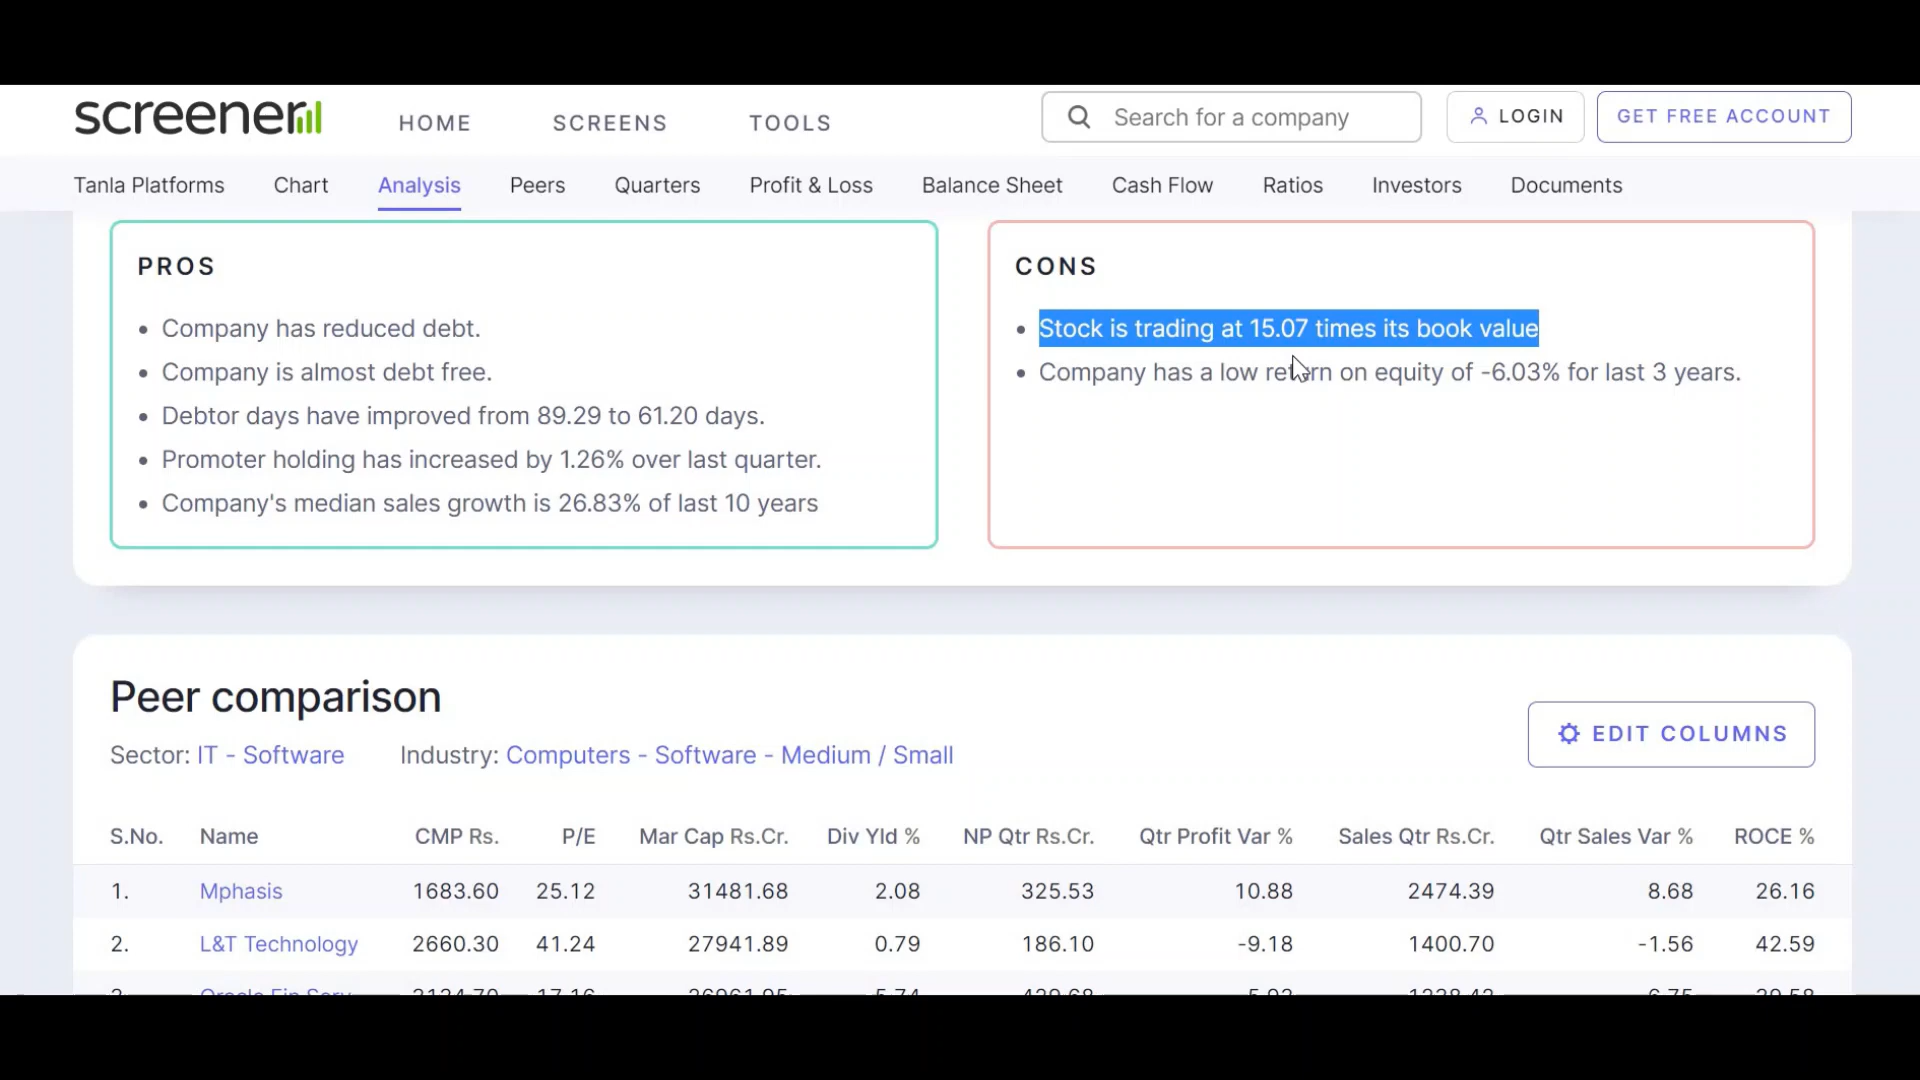 screener HOME SCREENS TOOLS Search for a company LOGIN GET FREE ACCOUNT
Tanla Platforms Chart Analysis Peers Quarters Profit & Loss Balance Sheet Cash Flow Ratios Investors Documents
PROS
Company has reduced debt.
Company is almost debt free.
Debtor days have improved from 89.29 to 61.20 days.
Promoter holding has increased by 1.26% over last quarter.
Company's median sales growth is 26.83% of last 10 years
CONS
Stock is trading at 15.07 times its book value
Company has a low return on equity of -6.03% for last 3 years.
Peer comparison
EDIT COLUMNS
Sector: IT - Software Industry: Computers - Software - Medium / Small
S.No. Name CMP Rs. P/E Mar Cap Rs.Cr. Div Yld % NP Qtr Rs.Cr. Qtr Profit Var % Sales Qtr Rs.Cr. Qtr Sales Var % ROCE %
1. Mphasis 1683.60 25.12 31481.68 2.08 325.53 10.88 2474.39 8.68 26.16
2. L&T Technology 2660.30 41.24 27941.89 0.79 186.10 -9.18 1400.70 -1.56 42.59